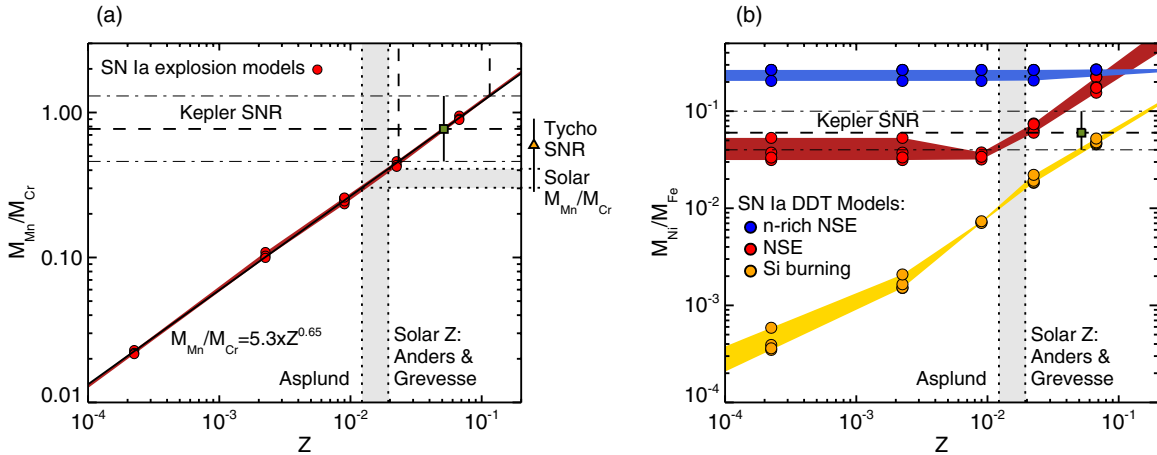 (a)
SN Ia explosion models
Kepler SNR
Tycho
SNR
Solar
M_Mn/M_Cr
M_Mn/M_Cr=5.3xZ^0.65
Solar Z:
Anders &
Grevesse
Asplund
1.00
0.10
0.01
M_Mn/M_Cr
10^-4
10^-3
10^-2
10^-1
Z
(b)
Kepler SNR
SN Ia DDT Models:
n-rich NSE
NSE
Si burning
Solar Z:
Anders &
Grevesse
Asplund
10^-1
10^-2
10^-3
10^-4
M_Ni/M_Fe
10^-4
10^-3
10^-2
10^-1
Z